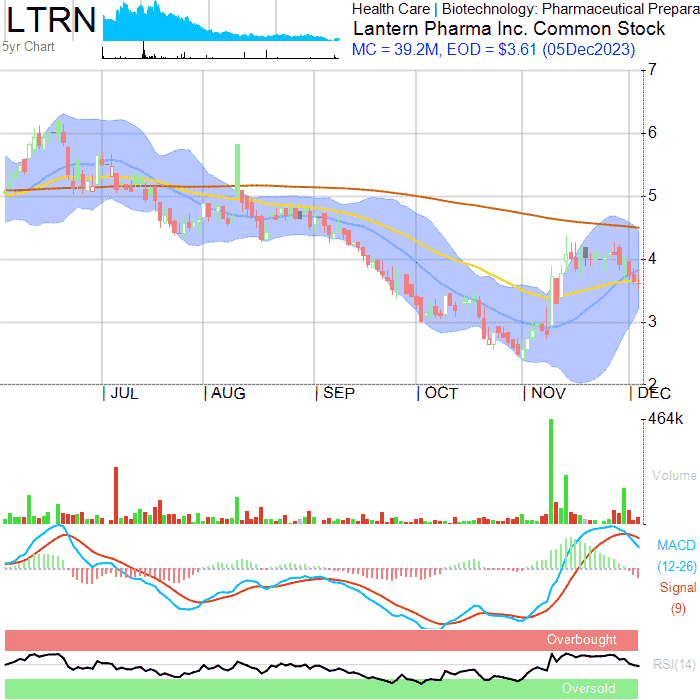 LTRN
5yr Chart
Health Care | Biotechnology: Pharmaceutical Prepara
Lantern Pharma Inc. Common Stock
MC = 39.2M, EOD = $3.61 (05Dec2023)
7
6
5
4
3
2
JUL AUG SEP OCT NOV DEC
464k
Volume
MACD
(12-26)
Signal
(9)
Overbought
RSI(14)
Oversold